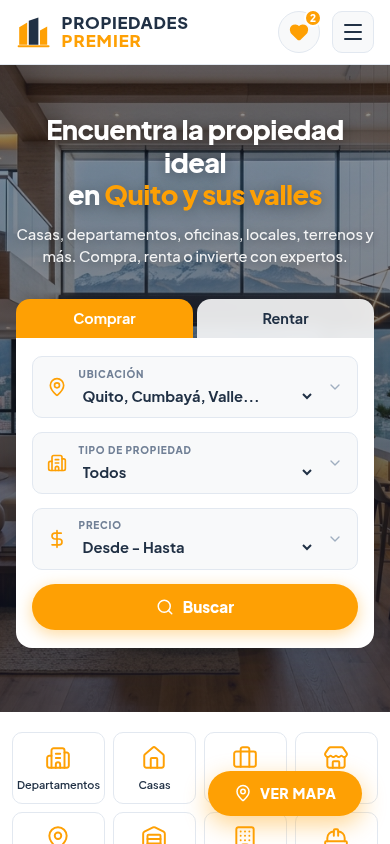 PROPIEDADES
PREMIER
2
Encuentra la propiedad
ideal
en Quito y sus valles
Casas, departamentos, oficinas, locales, terrenos y
más. Compra, renta o invierte con expertos.
Comprar
Rentar
UBICACIÓN
Quito, Cumbayá, Valle...
TIPO DE PROPIEDAD
Todos
PRECIO
Desde - Hasta
Buscar
Departamentos
Casas
VER MAPA